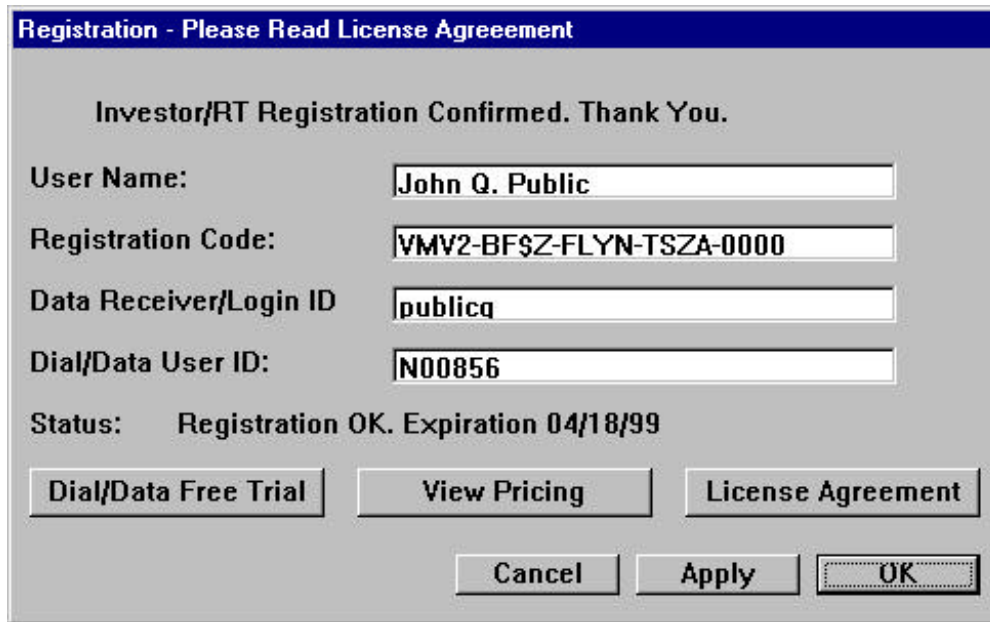 Registration - Please Read License Agreeement
Investor/RT Registration Confirmed. Thank You.
User Name: John Q. Public
Registration Code: VMV2-BF$Z-FLYN-TSZA-0000
Data Receiver/Login ID publicq
Dial/Data User ID: N00856
Status: Registration OK. Expiration 04/18/99
Dial/Data Free Trial View Pricing License Agreement
Cancel Apply OK